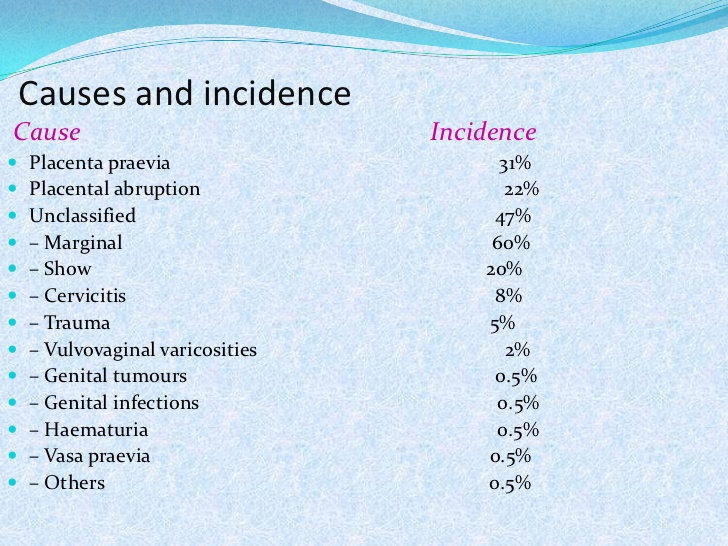 Causes and incidence
Cause Incidence
• Placenta praevia 31%
• Placental abruption 22%
• Unclassified 47%
• – Marginal 60%
• – Show 20%
• – Cervicitis 8%
• – Trauma 5%
• – Vulvovaginal varicosities 2%
• – Genital tumours 0.5%
• – Genital infections 0.5%
• – Haematuria 0.5%
• – Vasa praevia 0.5%
• – Others 0.5%